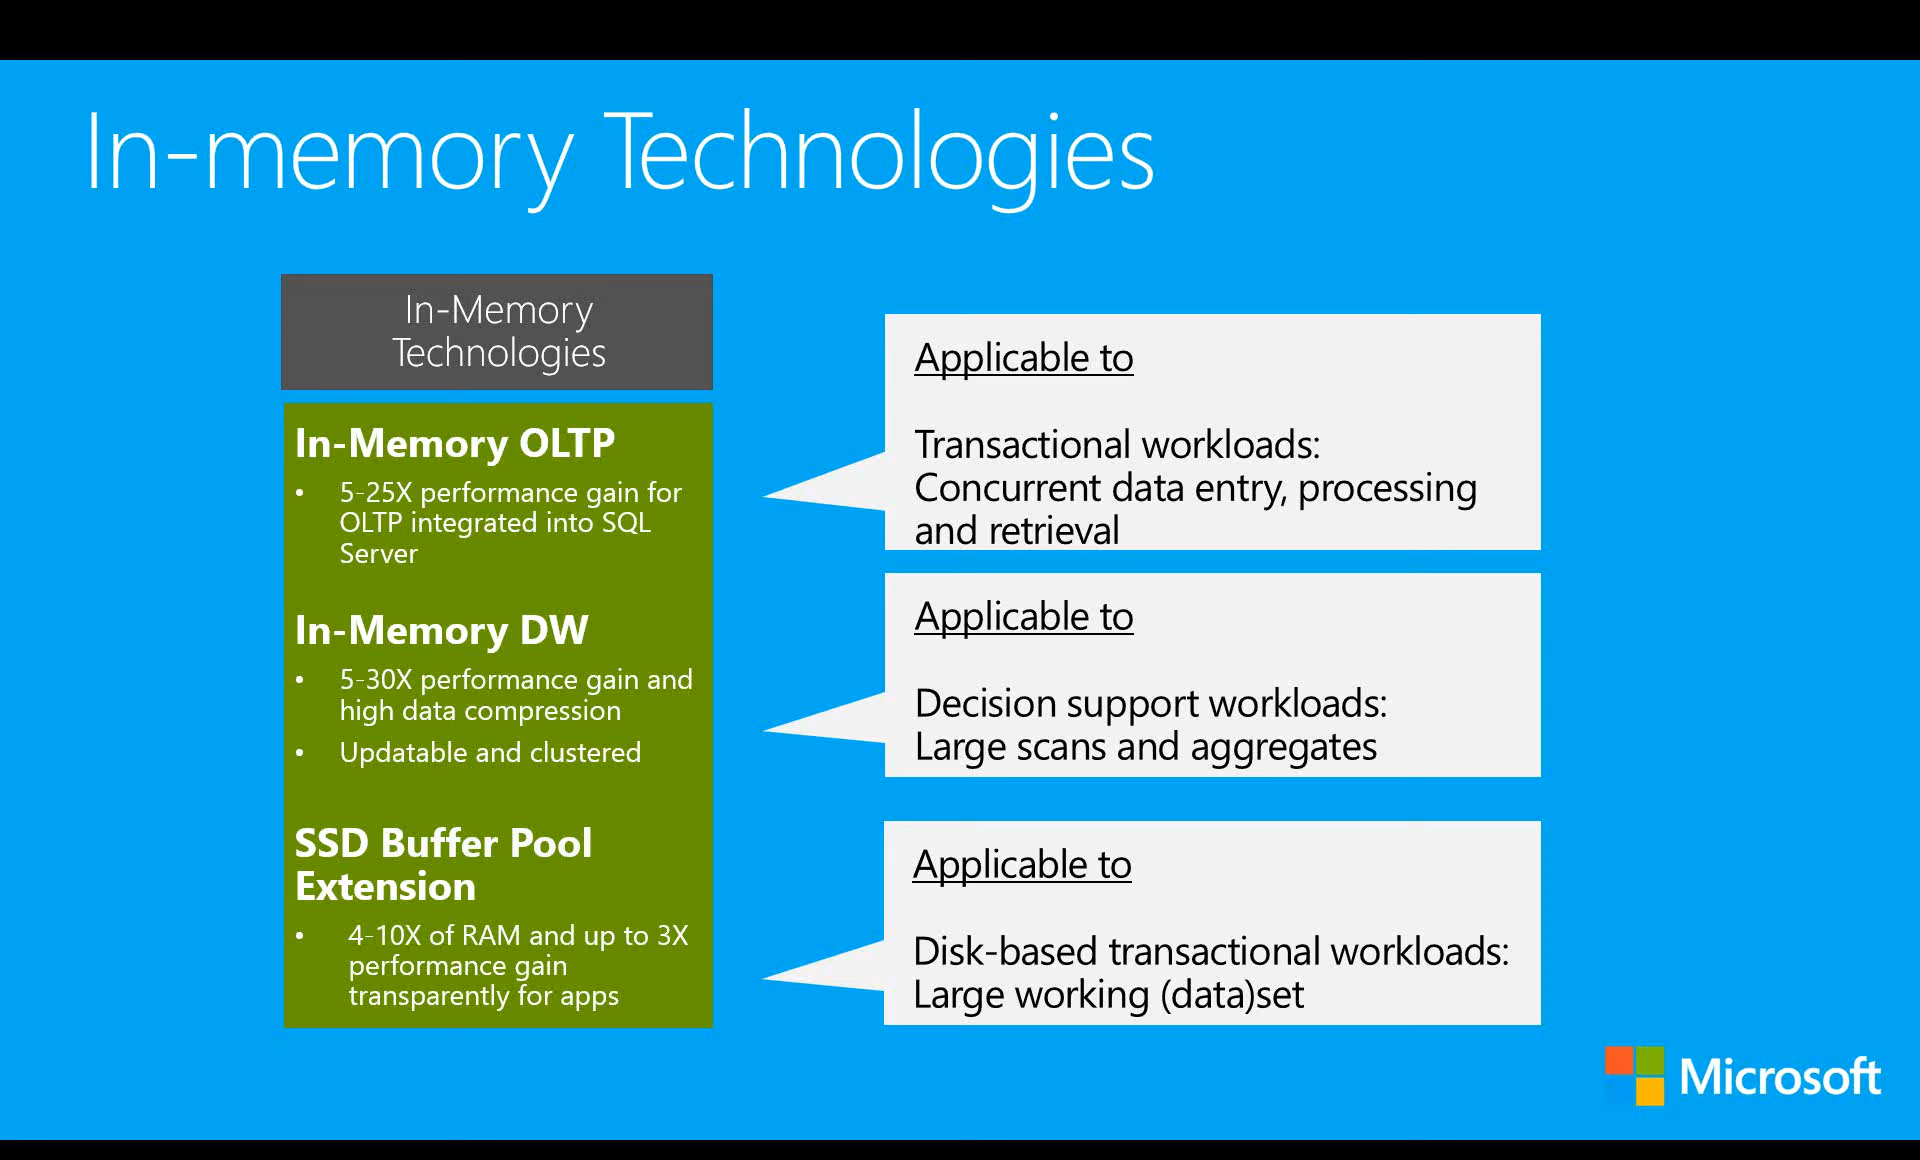 In-memory Technologies
In-Memory
Technologies
In-Memory OLTP
• 5-25X performance gain for
OLTP integrated into SQL
Server
In-Memory DW
• 5-30X performance gain and
high data compression
• Updatable and clustered
SSD Buffer Pool
Extension
• 4-10X of RAM and up to 3X
performance gain
transparently for apps
Applicable to
Transactional workloads:
Concurrent data entry, processing
and retrieval
Applicable to
Decision support workloads:
Large scans and aggregates
Applicable to
Disk-based transactional workloads:
Large working (data)set
Microsoft